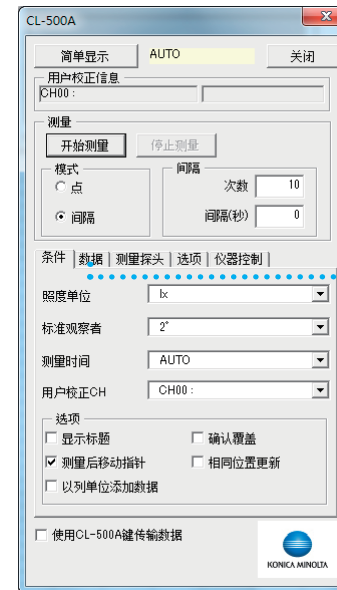 CL-500A
简单显示 AUTO 关闭
用户校正信息
CH00 :
测量
开始测量 停止测量
模式 间隔
点 次数 10
间隔 间隔(秒) 0
条件 数据 测量探头 选项 仪器控制
照度单位 lx
标准观察者 2°
测量时间 AUTO
用户校正CH CH00 :
选项
显示标题 确认覆盖
测量后移动指针 相同位置更新
以列单位添加数据
使用CL-500A键传输数据
KONICA MINOLTA